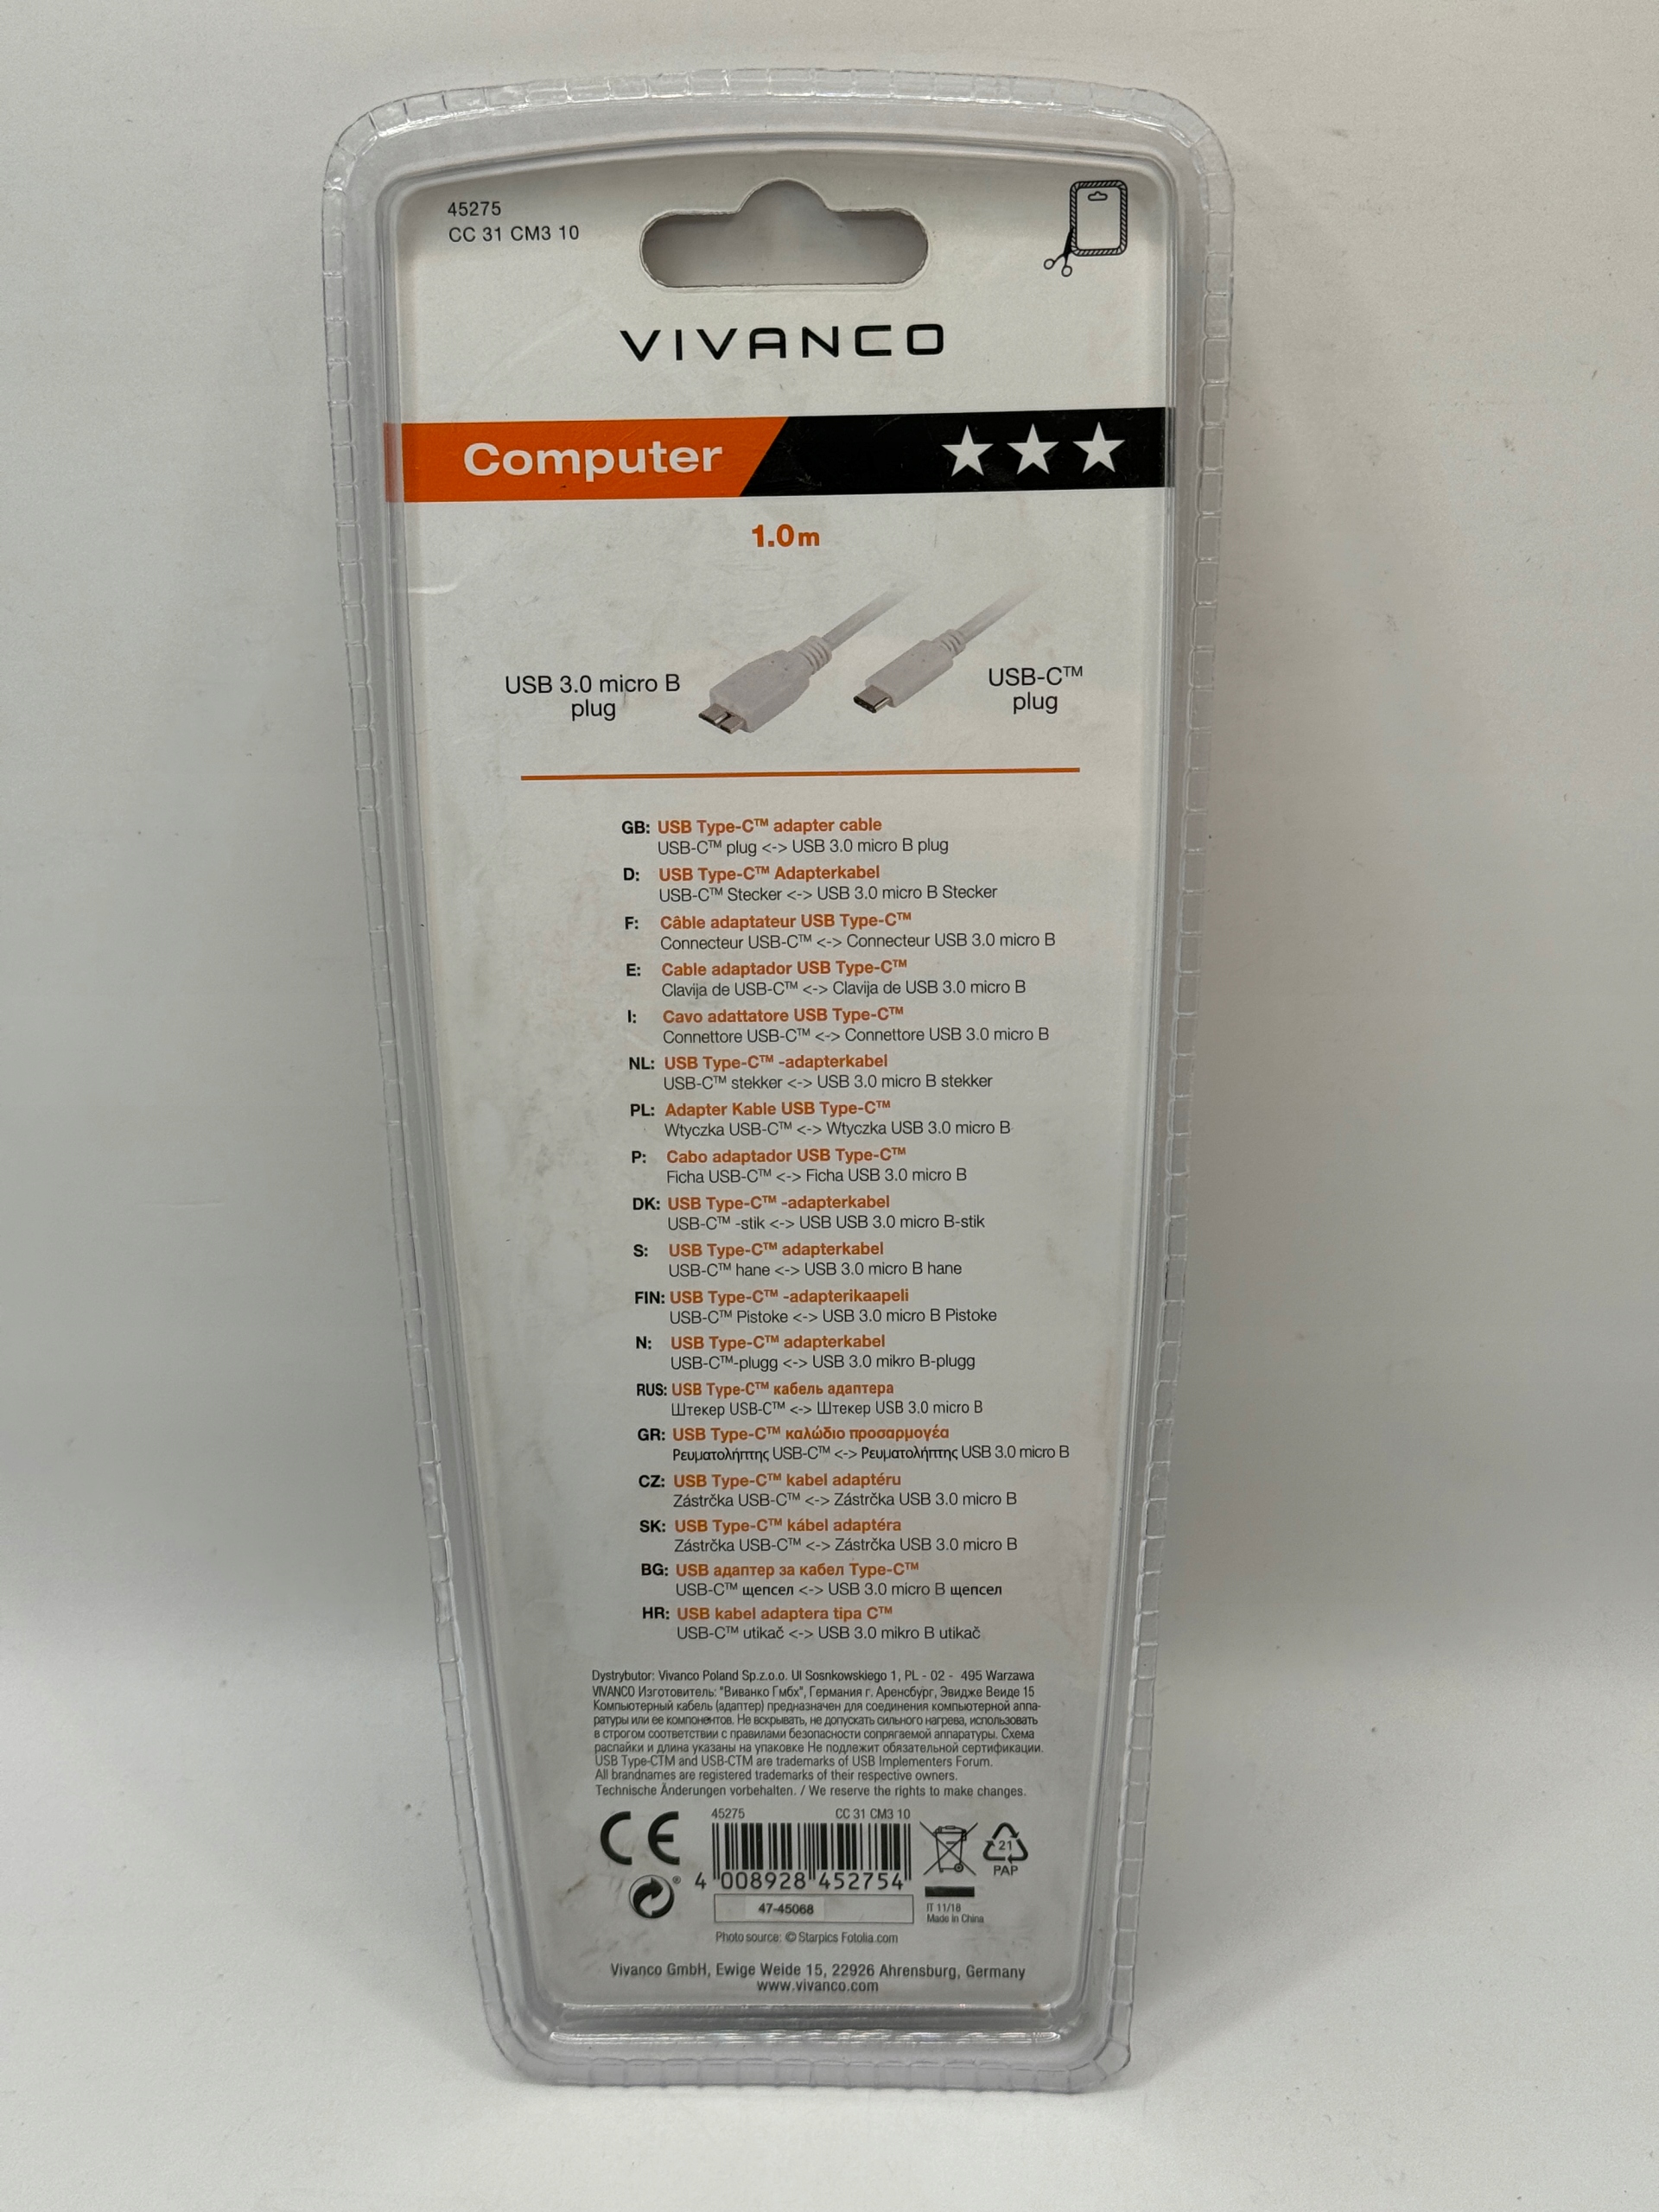 45275
CC 31 CM3 10
VIVANCO
Computer
1.0m
USB 3.0 micro B
plug
USB-C™
plug
GB: USB Type-C™ adapter cable
USB-C™ plug <-> USB 3.0 micro B plug
D: USB Type-C™ Adapterkabel
USB-C™ Stecker <-> USB 3.0 micro B Stecker
F: Câble adaptateur USB Type-C™
Connecteur USB-C™ <-> Connecteur USB 3.0 micro B
E: Cable adaptador USB Type-C™
Clavija de USB-C™ <-> Clavija de USB 3.0 micro B
I: Cavo adattatore USB Type-C™
Connettore USB-C™ <-> Connettore USB 3.0 micro B
NL: USB Type-C™ -adapterkabel
USB-C™ stekker <-> USB 3.0 micro B stekker
PL: Adapter Kable USB Type-C™
Wtyczka USB-C™ <-> Wtyczka USB 3.0 micro B
P: Cabo adaptador USB Type-C™
Ficha USB-C™ <-> Ficha USB 3.0 micro B
DK: USB Type-C™ -adapterkabel
USB-C™ -stik <-> USB USB 3.0 micro B-stik
S: USB Type-C™ adapterkabel
USB-C™ hane <-> USB 3.0 micro B hane
FIN: USB Type-C™ -adapterikaapeli
USB-C™ Pistoke <-> USB 3.0 micro B Pistoke
N: USB Type-C™ adapterkabel
USB-C™-plugg <-> USB 3.0 mikro B-plugg
RUS: USB Type-C™ кабель адаптера
Штекер USB-C™ <-> Штекер USB 3.0 micro B
GR: USB Type-C™ καλώδιο προσαρμογέα
Ρευματολήπτης USB-C™ <-> Ρευματολήπτης USB 3.0 micro B
CZ: USB Type-C™ kabel adaptéru
Zástrčka USB-C™ <-> Zástrčka USB 3.0 micro B
SK: USB Type-C™ kábel adaptéra
Zástrčka USB-C™ <-> Zástrčka USB 3.0 micro B
BG: USB адаптер за кабел Type-C™
USB-C™ щепсел <-> USB 3.0 micro B щепсел
HR: USB kabel adaptera tipa C™
USB-C™ utikač <-> USB 3.0 mikro B utikač
Dystrybutor: Vivanco Poland Sp.z.o.o. Ul Sosnkowskiego 1, PL - 02 - 495 Warzawa
VIVANCO Изготовитель: "Виванко Гмбх", Германия г. Аренсбург, Эвидже Веиде 15
Компьютерный кабель (адаптер) предназначен для соединения компьютерной аппа-
ратуры или ее компонентов. Не вскрывать, не допускать сильного нагрева, использовать
в строгом соответствии с правилами безопасности сопрягаемой аппаратуры. Схема
распайки и длина указаны на упаковке Не подлежит обязательной сертификации.
USB Type-CTM and USB-CTM are trademarks of USB Implementers Forum.
All brandnames are registered trademarks of their respective owners.
Technische Änderungen vorbehalten. / We reserve the rights to make changes.
CE
45275 CC 31 CM3 10
4 008928 452754
47-45068
21
PAP
IT 11/18
Made in China
Photo source: © Starpics Fotolia.com
Vivanco GmbH, Ewige Weide 15, 22926 Ahrensburg, Germany
www.vivanco.com